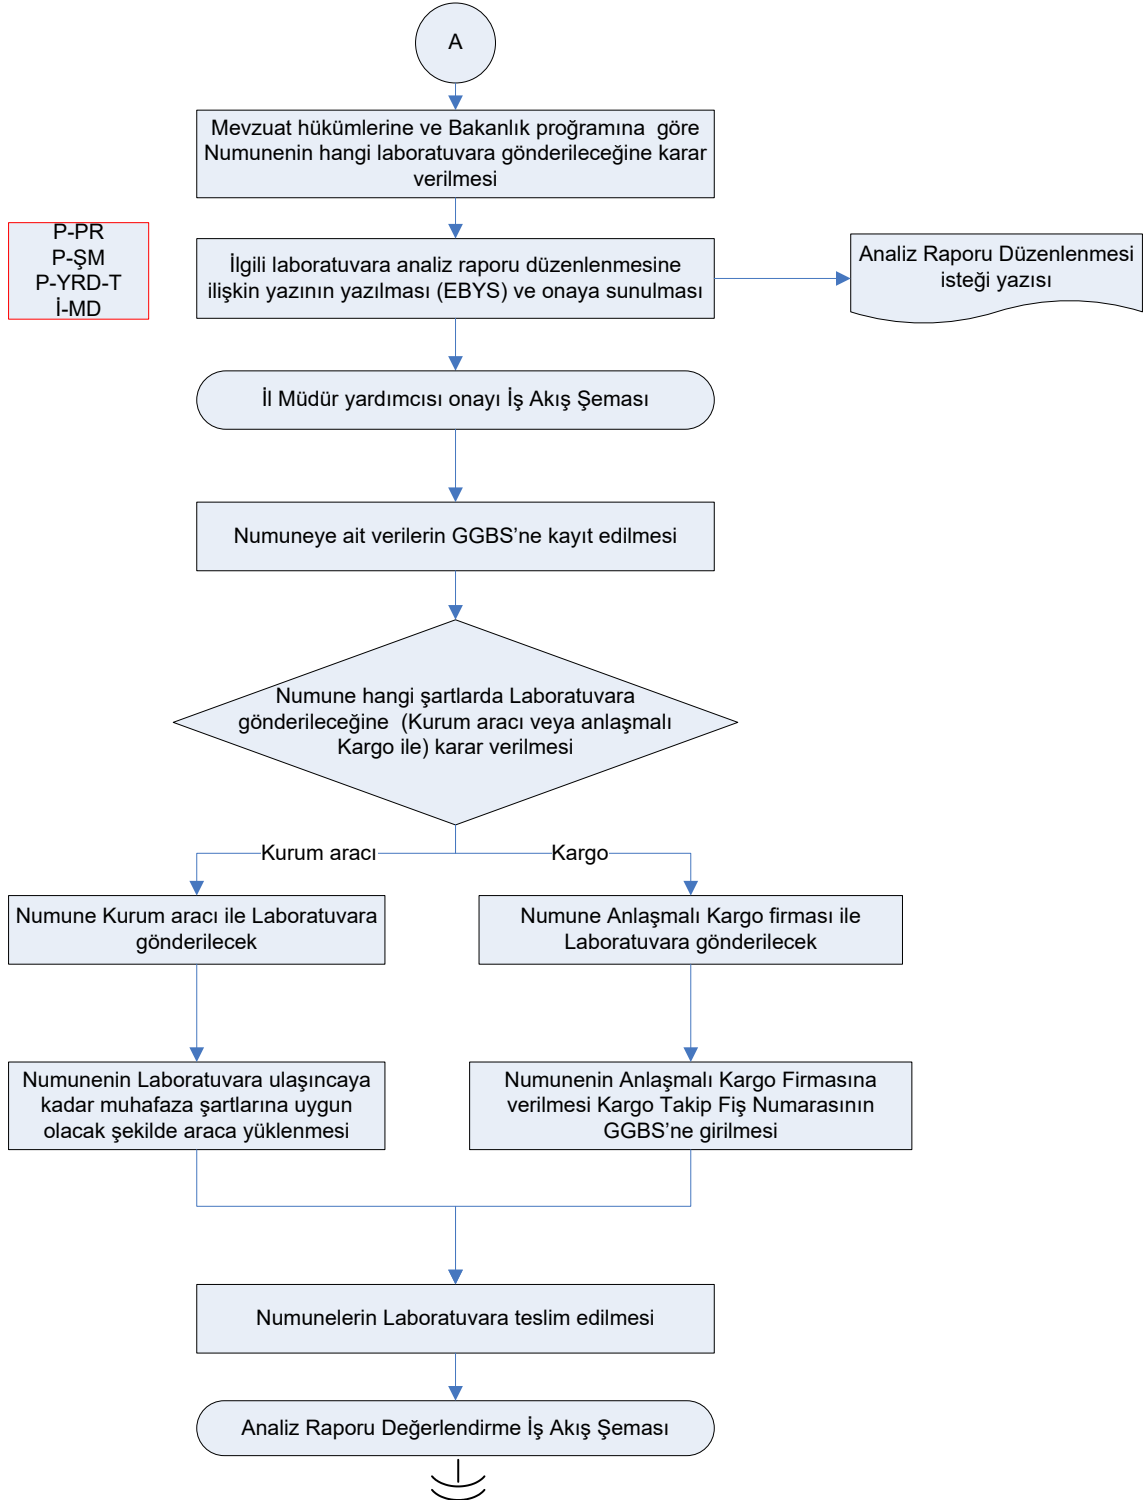 A
Mevzuat hükümlerine ve Bakanlık proğramına  göre
Numunenin hangi laboratuvara gönderileceğine karar
verilmesi
P-PR
P-ŞM
P-YRD-T
İ-MD
İlgili laboratuvara analiz raporu düzenlenmesine
ilişkin yazının yazılması (EBYS) ve onaya sunulması
Analiz Raporu Düzenlenmesi
isteği yazısı
İl Müdür yardımcısı onayı İş Akış Şeması
Numuneye ait verilerin GGBS’ne kayıt edilmesi
Numune hangi şartlarda Laboratuvara
gönderileceğine  (Kurum aracı veya anlaşmalı
Kargo ile) karar verilmesi
Kurum aracı
Kargo
Numune Kurum aracı ile Laboratuvara
gönderilecek
Numune Anlaşmalı Kargo firması ile
Laboratuvara gönderilecek
Numunenin Laboratuvara ulaşıncaya
kadar muhafaza şartlarına uygun
olacak şekilde araca yüklenmesi
Numunenin Anlaşmalı Kargo Firmasına
verilmesi Kargo Takip Fiş Numarasının
GGBS’ne girilmesi
Numunelerin Laboratuvara teslim edilmesi
Analiz Raporu Değerlendirme İş Akış Şeması